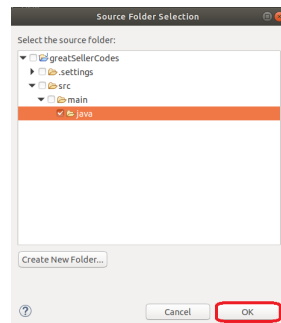 Source Folder Selection
Select the source folder:
greatSellerCodes
.settings
src
main
java
Create New Folder...
?
Cancel
OK